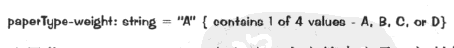 paperType-weight: string = "A" { contains 1 of 4 values - A, B, C, or D}